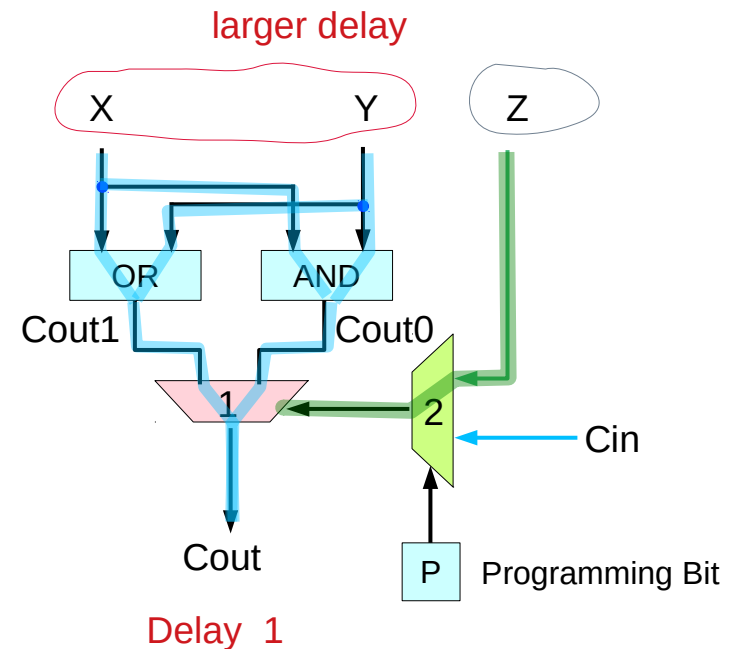 larger delay
X Y Z
OR AND
Cout1 Cout0
1 2
Cin
Cout
P Programming Bit
Delay 1